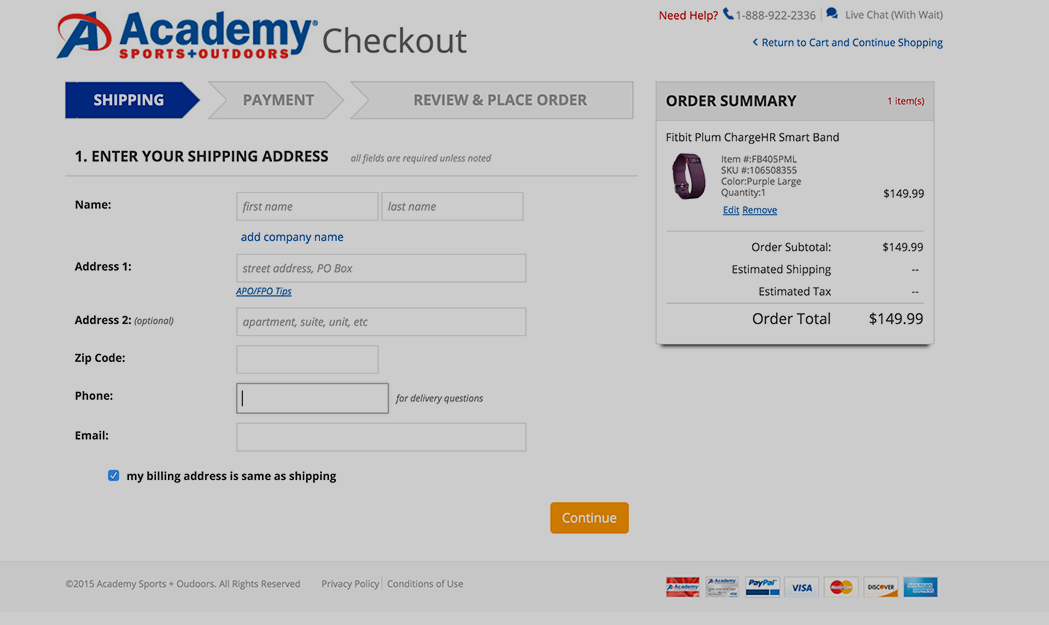 Academy Checkout
SPORTS+OUTDOORS
Need Help? 1-888-922-2336 Live Chat (With Wait)
< Return to Cart and Continue Shopping
SHIPPING PAYMENT REVIEW & PLACE ORDER
1. ENTER YOUR SHIPPING ADDRESS all fields are required unless noted
Name: first name last name
add company name
Address 1: street address, PO Box
APO/FPO Tips
Address 2: (optional) apartment, suite, unit, etc
Zip Code:
Phone: for delivery questions
Email:
my billing address is same as shipping
Continue
ORDER SUMMARY 1 item(s)
Fitbit Plum ChargeHR Smart Band
Item #:FB405PML
SKU #:106508355
Color:Purple Large
Quantity:1 $149.99
Edit Remove
Order Subtotal: $149.99
Estimated Shipping --
Estimated Tax --
Order Total $149.99
©2015 Academy Sports + Oudoors. All Rights Reserved Privacy Policy Conditions of Use
Academy Academy PayPal VISA MasterCard DISCOVER AMERICAN EXPRESS